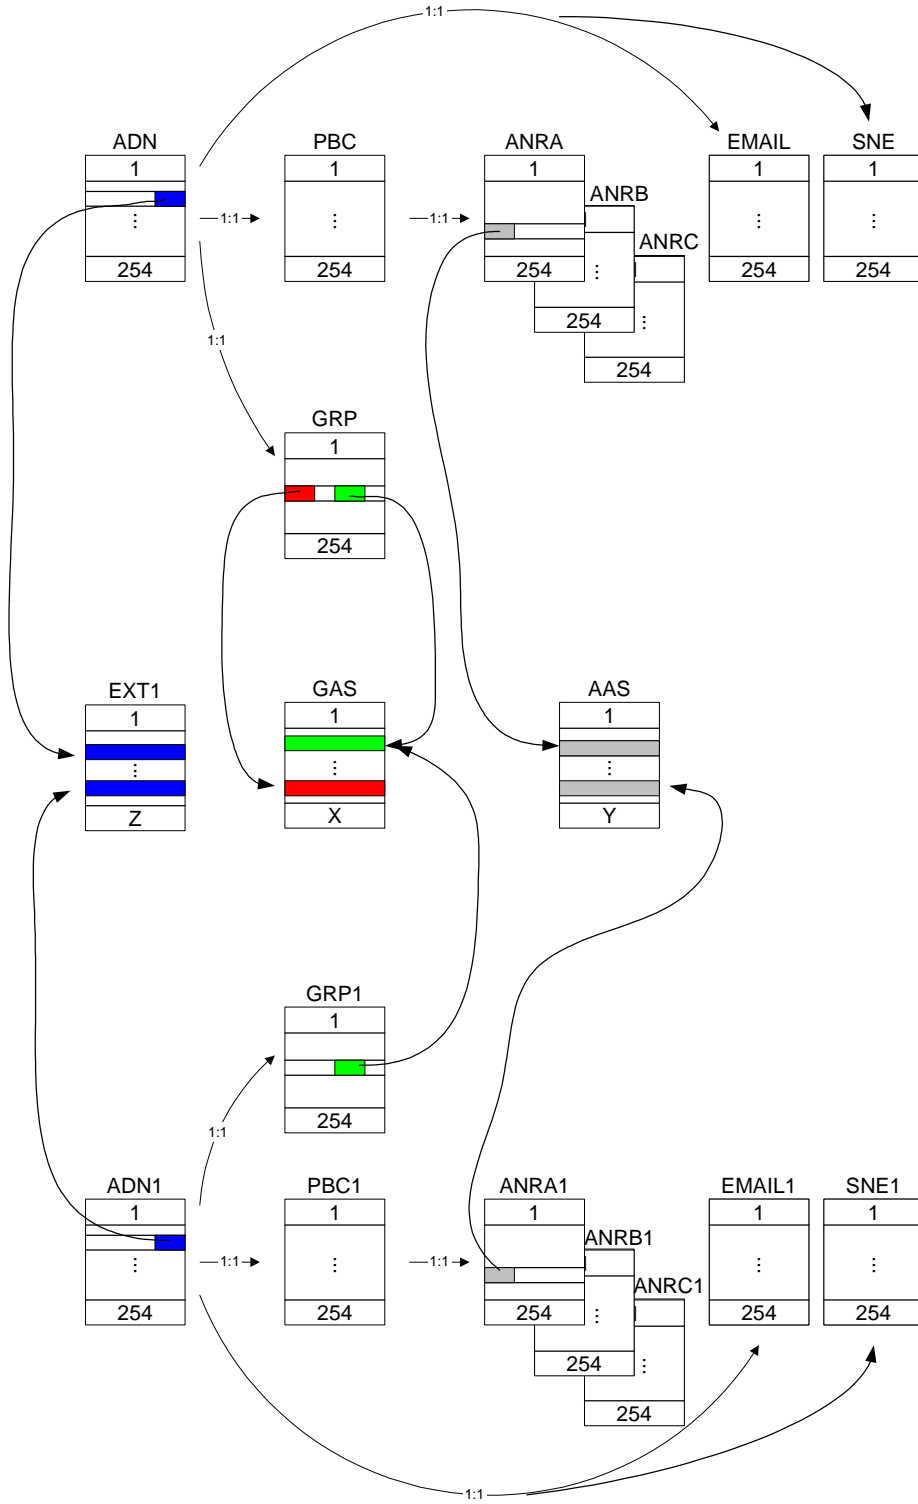 1:1
ADN PBC ANRA EMAIL SNE
1 1 1 1 1
ANRB
1:1 1:1
⋮ ⋮ ⋮ ⋮
ANRC
254 254 254 254 254
⋮
254 ⋮
1:1
254
GRP
1
254
EXT1 GAS AAS
1 1 1
⋮ ⋮ ⋮
Z X Y
GRP1
1
254
1:1
ADN1 PBC1 ANRA1 EMAIL1 SNE1
1 1 1 1 1
ANRB1
1:1 1:1
⋮ ⋮ ⋮ ⋮
ANRC1
254 254 254 254 254
⋮
254 ⋮
254
1:1